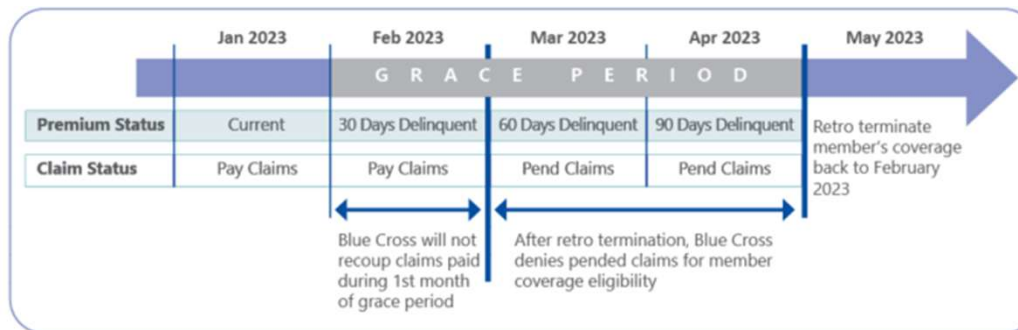 Jan 2023 Feb 2023 Mar 2023 Apr 2023 May 2023
GRACE PERIOD
Premium Status Current 30 Days Delinquent 60 Days Delinquent 90 Days Delinquent
Claim Status Pay Claims Pay Claims Pend Claims Pend Claims
Retro terminate
member's coverage
back to February
2023
Blue Cross will not
recoup claims paid
during 1st month
of grace period
After retro termination, Blue Cross
denies pended claims for member
coverage eligibility